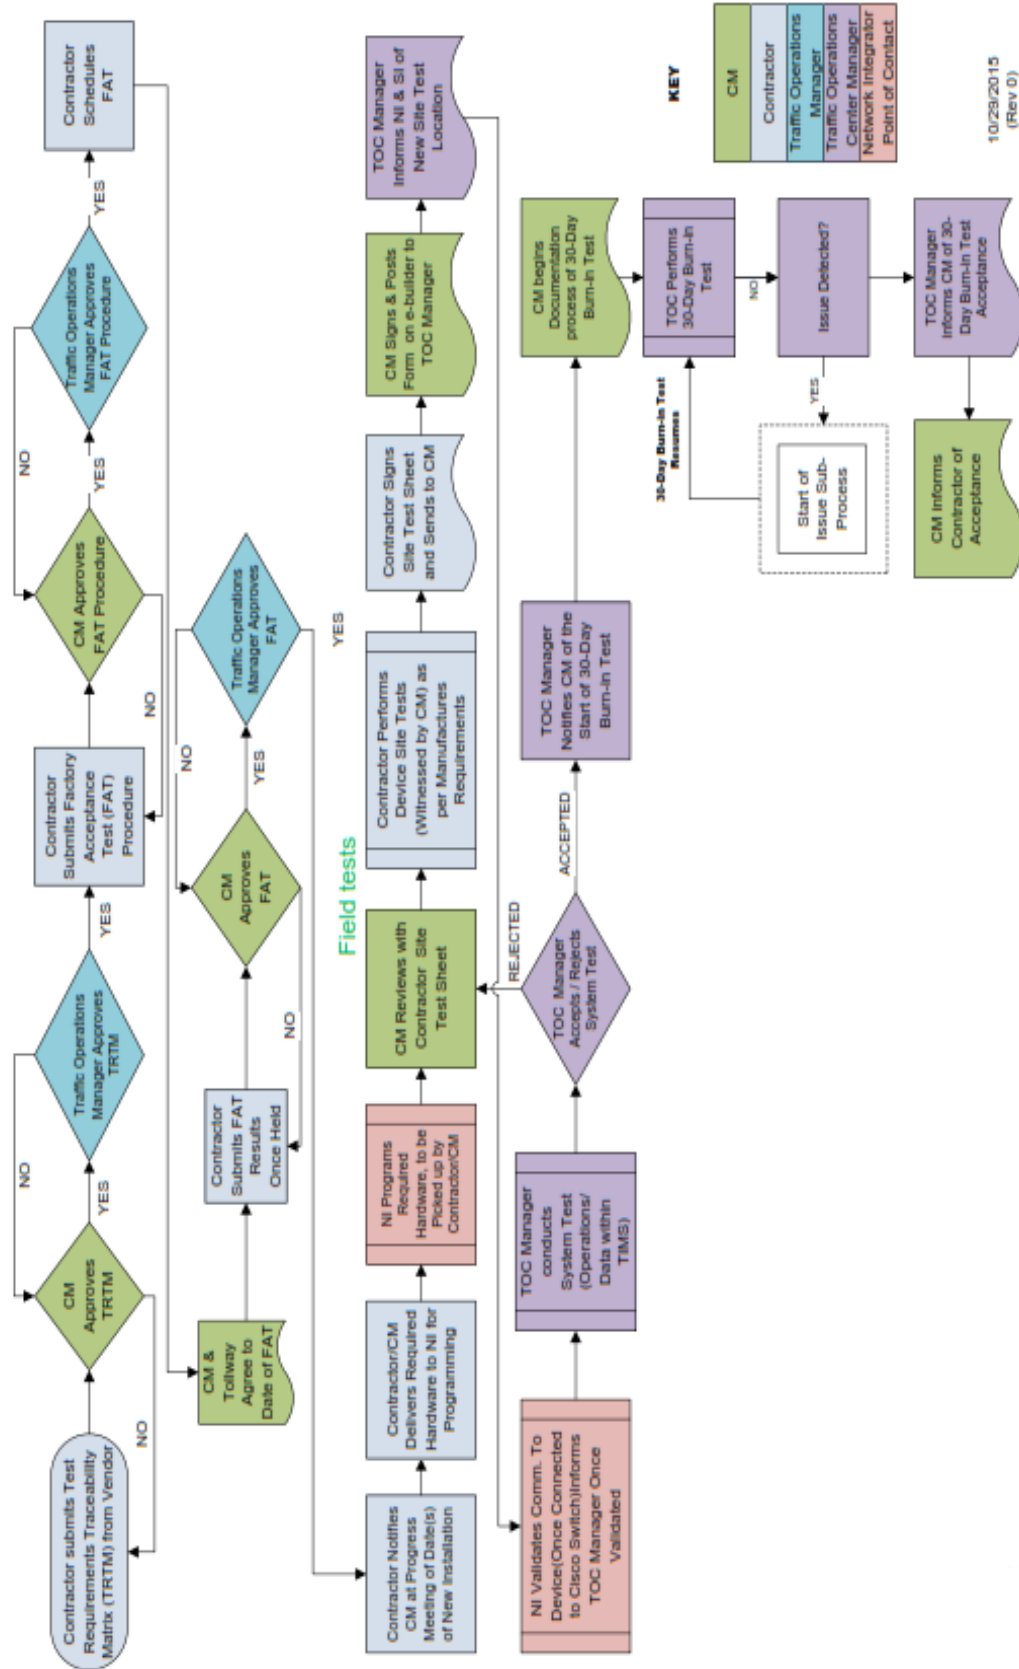 Contractor submits Test
Requirements Traceability
Matrix (TRTM) from Vendor
NO
CM
Approves
TRTM
YES
NO
Traffic Operations
Manager Approves
TRTM
YES
Contractor
Submits Factory
Acceptance
Test (FAT)
Procedure
NO
CM Approves
FAT Procedure
YES
NO
Traffic Operations
Manager Approves
FAT Procedure
YES
Contractor
Schedules
FAT
CM &
Tollway
Agree to
Date of FAT
Contractor
Submits FAT
Results
Once Held
NO
CM
Approves
FAT
YES
NO
Traffic Operations
Manager Approves
FAT
YES
Field tests
Contractor Notifies
CM at Progress
Meeting of Date(s)
of New Installation
Contractor/CM
Delivers Required
Hardware to NI for
Programming
NI Programs
Required
Hardware, to be
Picked up by
Contractor/CM
CM Reviews with
Contractor Site
Test Sheet
Contractor Performs
Device Site Tests
(Witnessed by CM) as
per Manufactures
Requirements
Contractor Signs
Site Test Sheet
and Sends to CM
CM Signs & Posts
Form on e-builder to
TOC Manager
TOC Manager
Informs NI & SI of
New Site Test
Location
NI Validates Comm. To
Device(Once Connected
to Cisco Switch)Informs
TOC Manager Once
Validated
TOC Manager
conducts
System Test
(Operations/
Data within
TIMS)
TOC Manager
Accepts / Rejects
System Test
REJECTED
ACCEPTED
TOC Manager
Notifies CM of the
Start of 30-Day
Burn-In Test
CM begins
Documentation
process of 30-Day
Burn-In Test
TOC Performs
30-Day Burn-In
Test
NO
Issue Detected?
YES
30-Day Burn-In Test
Resumes
Start of
Issue Sub-
Process
TOC Manager
Informs CM of 30-
Day Burn-In Test
Acceptance
CM Informs
Contractor of
Acceptance
KEY
CM
Contractor
Traffic Operations
Manager
Traffic Operations
Center Manager
Network Integrator
Point of Contact
10/29/2015
(Rev 0)